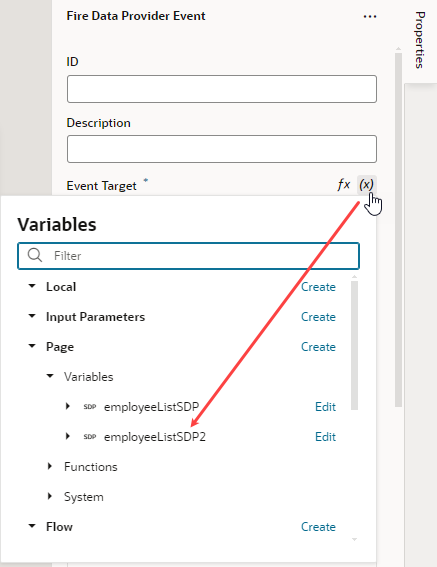 Fire Data Provider Event ...
Properties
ID
Description
Event Target * ƒx (x)
Variables
Filter
Local Create
Input Parameters Create
Page Create
Variables
SDP employeeListSDP Edit
SDP employeeListSDP2 Edit
Functions
System
Flow Create